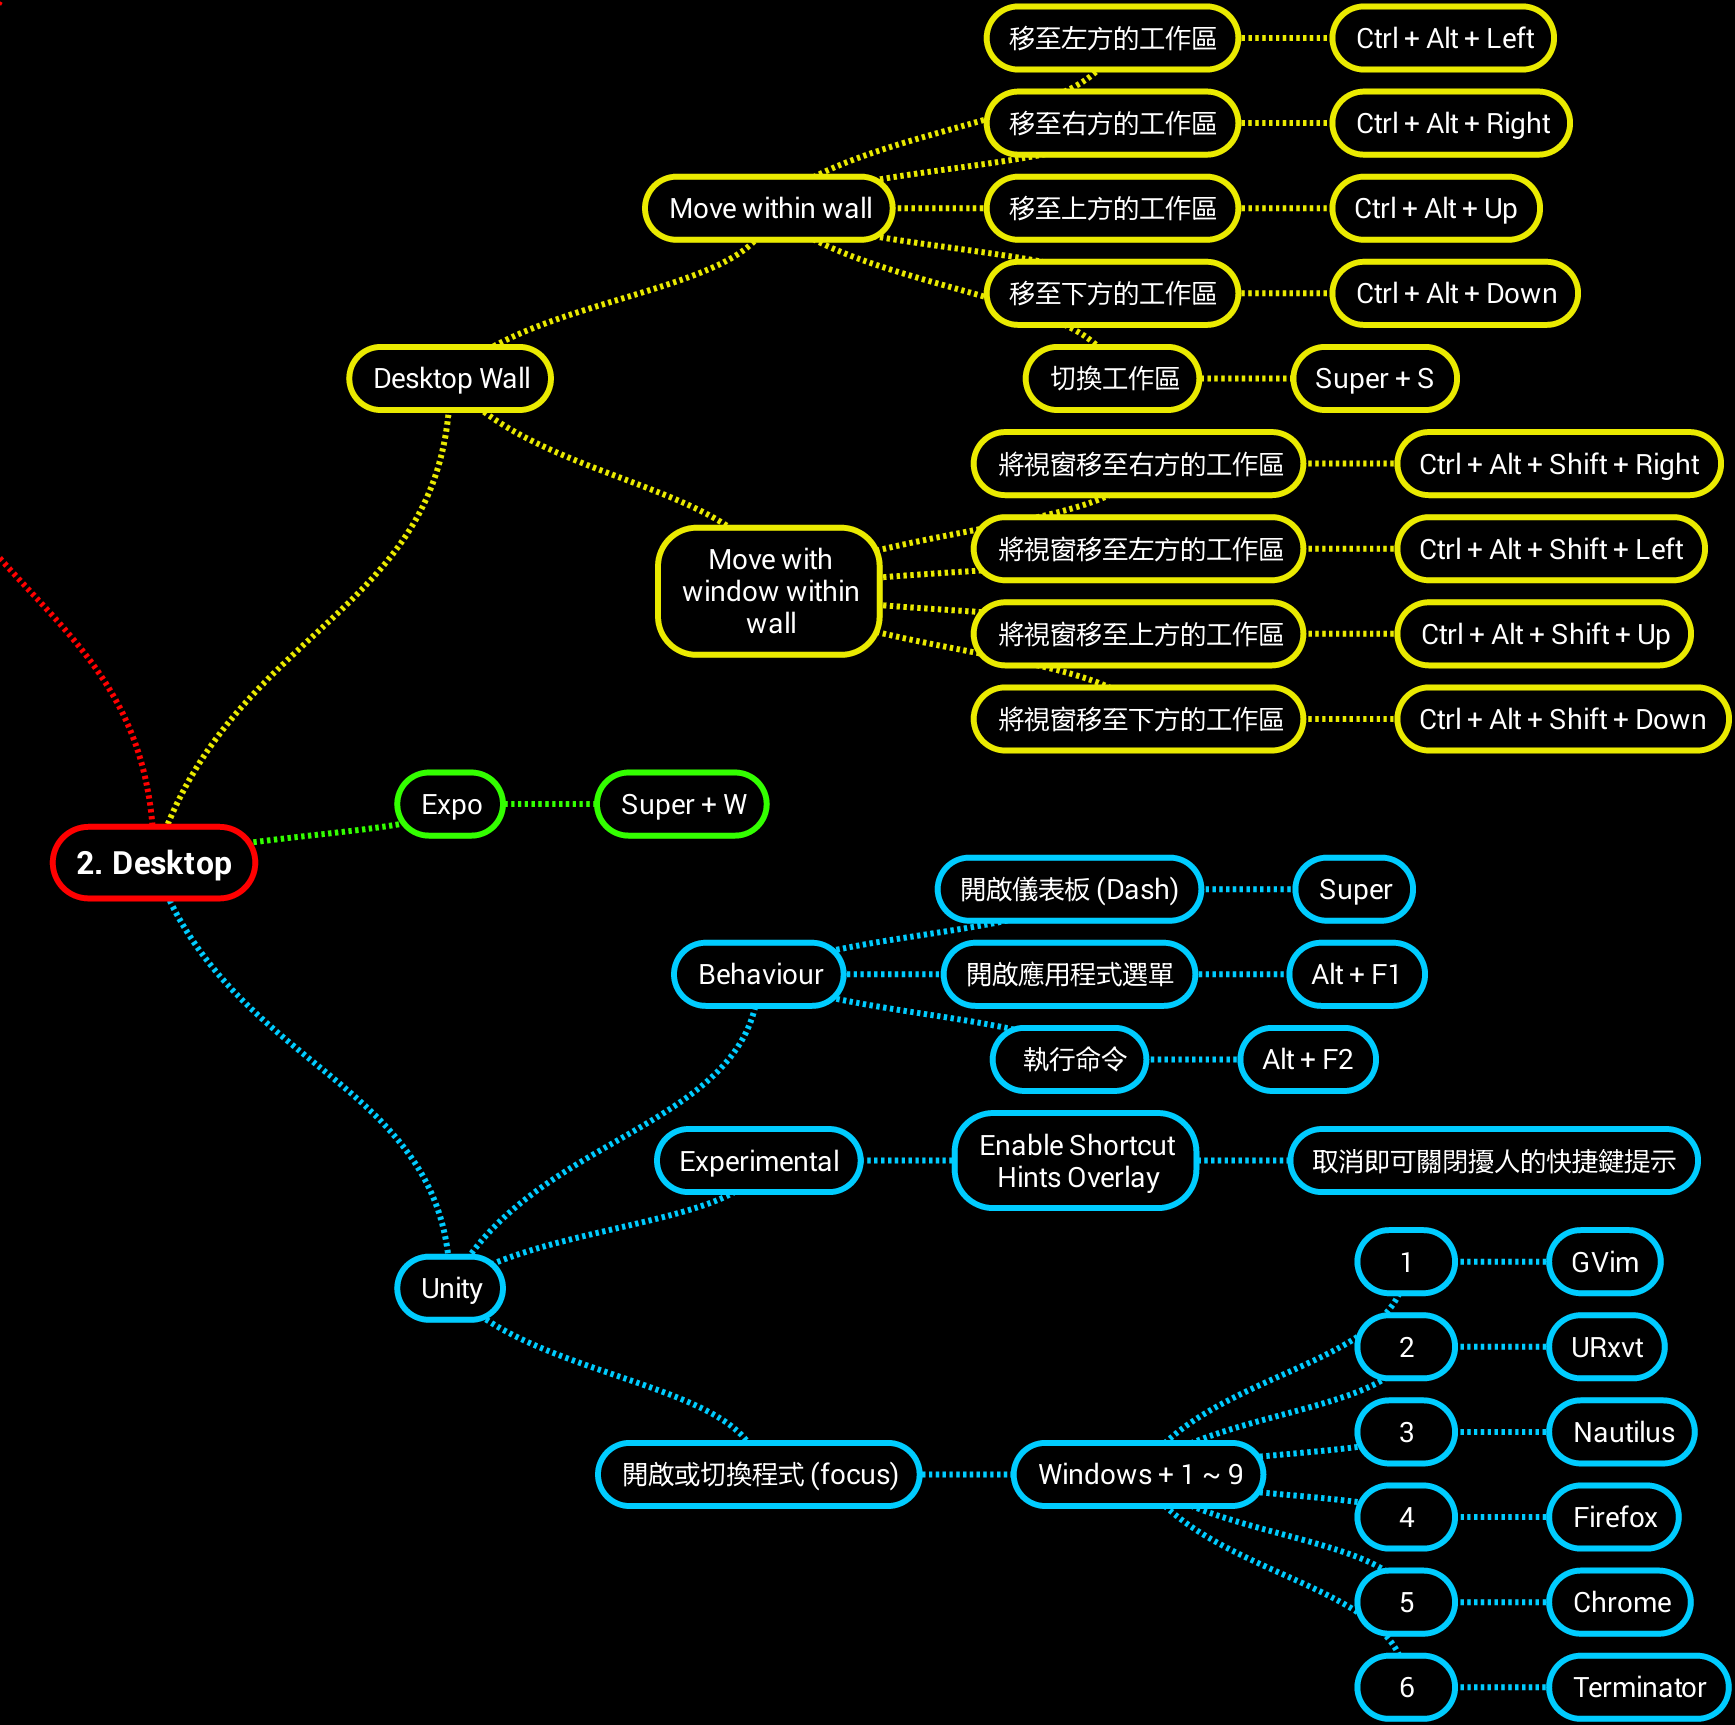 移至左方的工作區
Ctrl + Alt + Left
移至右方的工作區
Ctrl + Alt + Right
Move within wall
移至上方的工作區
Ctrl + Alt + Up
移至下方的工作區
Ctrl + Alt + Down
Desktop Wall
切換工作區
Super + S
將視窗移至右方的工作區
Ctrl + Alt + Shift + Right
Move with
window within
wall
將視窗移至左方的工作區
Ctrl + Alt + Shift + Left
將視窗移至上方的工作區
Ctrl + Alt + Shift + Up
將視窗移至下方的工作區
Ctrl + Alt + Shift + Down
Expo
Super + W
2. Desktop
開啟儀表板 (Dash)
Super
Behaviour
開啟應用程式選單
Alt + F1
執行命令
Alt + F2
Experimental
Enable Shortcut
Hints Overlay
取消即可關閉擾人的快捷鍵提示
Unity
1
GVim
2
URxvt
3
Nautilus
開啟或切換程式 (focus)
Windows + 1 ~ 9
4
Firefox
5
Chrome
6
Terminator